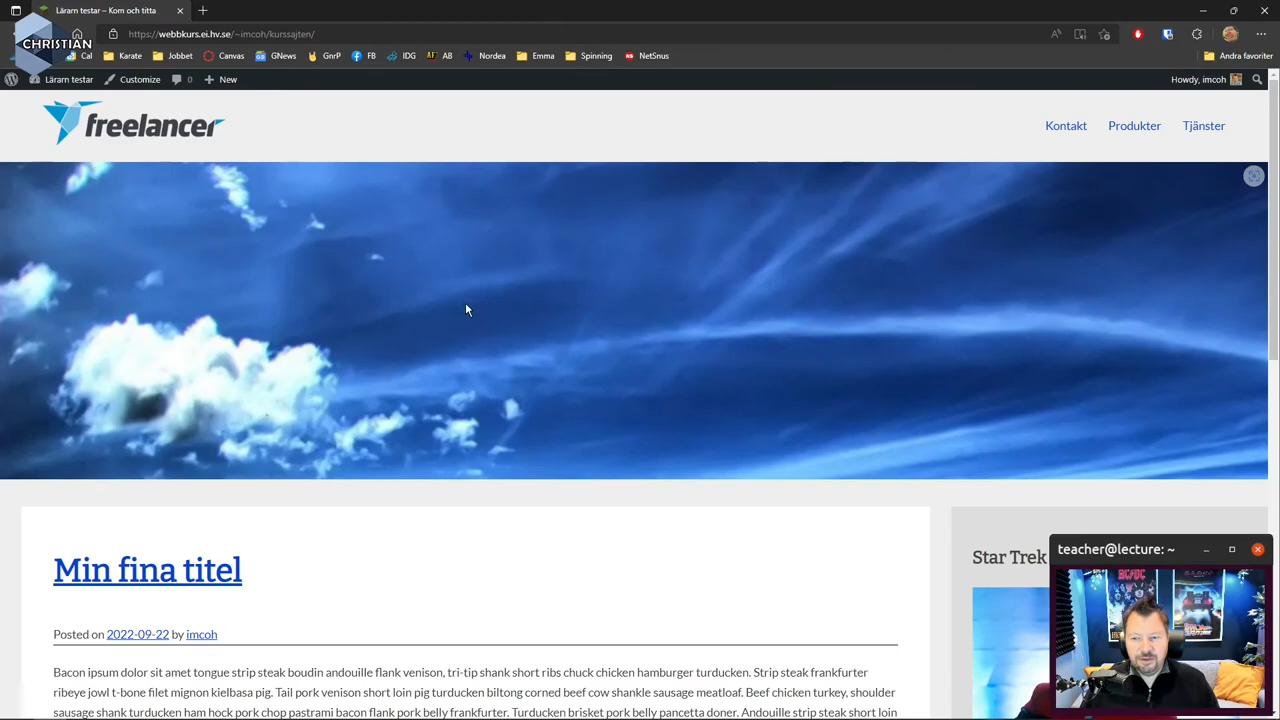 Lärarn testar – Kom och titta
CHRISTIAN
https://webbkurs.ei.hv.se/~imcoh/kurssajten/
Cal
Karate
Jobbet
Canvas
GNews
GnrP
FB
IDG
AF AB
Nordea
Emma
Spinning
NetSnus
Andra favoriter
Lärarn testar
Customize
0
New
Howdy, imcoh
freelancer
Kontakt
Produkter
Tjänster
Min fina titel
Posted on 2022-09-22 by imcoh
Bacon ipsum dolor sit amet tongue strip steak boudin andouille flank venison, tri-tip shank short ribs chuck chicken hamburger turducken. Strip steak frankfurter
ribeye jowl t-bone filet mignon kielbasa pig. Tail pork venison short loin pig turducken biltong corned beef cow shankle sausage meatloaf. Beef chicken turkey, shoulder
sausage shank turducken ham hock pork chop pastrami bacon flank pork belly frankfurter. Turducken brisket pork belly pancetta doner. Andouille strip steak short loin
Star Trek
teacher@lecture: ~
AC/DC